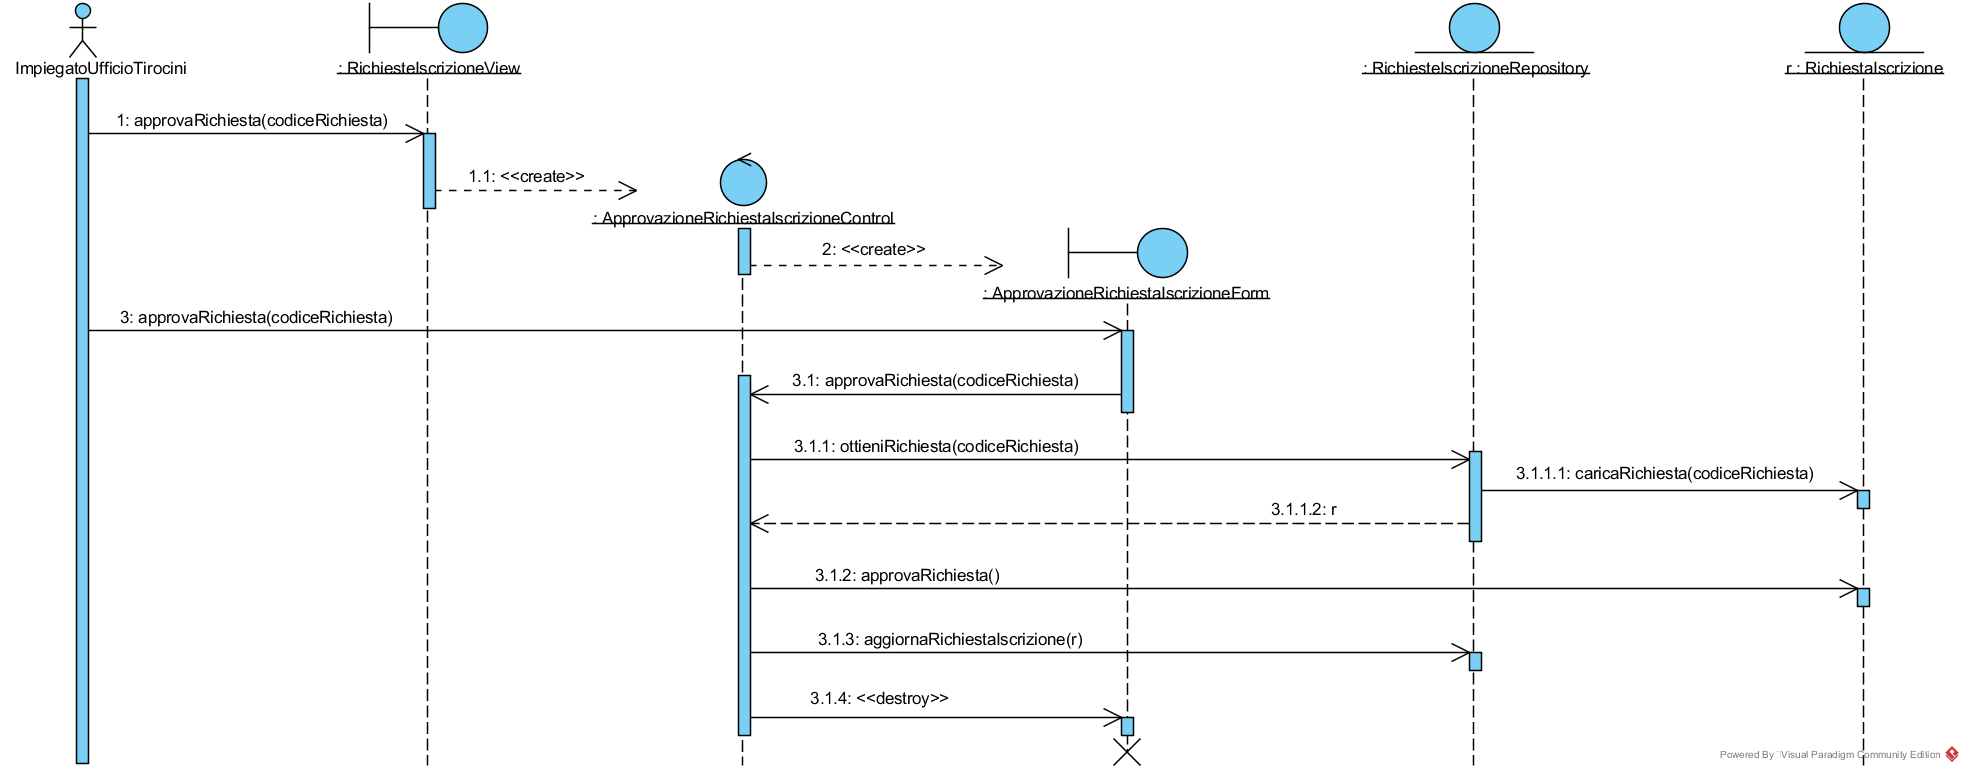 ImpiegatoUfficioTirocini
: RichiesteIscrizioneView
: RichiesteIscrizioneRepository
r : RichiestaIscrizione
1: approvaRichiesta(codiceRichiesta)
1.1: <<create>>
: ApprovazioneRichiestaIscrizioneControl
2: <<create>>
: ApprovazioneRichiestaIscrizioneForm
3: approvaRichiesta(codiceRichiesta)
3.1: approvaRichiesta(codiceRichiesta)
3.1.1: ottieniRichiesta(codiceRichiesta)
3.1.1.1: caricaRichiesta(codiceRichiesta)
3.1.1.2: r
3.1.2: approvaRichiesta()
3.1.3: aggiornaRichiestaIscrizione(r)
3.1.4: <<destroy>>
Powered By Visual Paradigm Community Edition